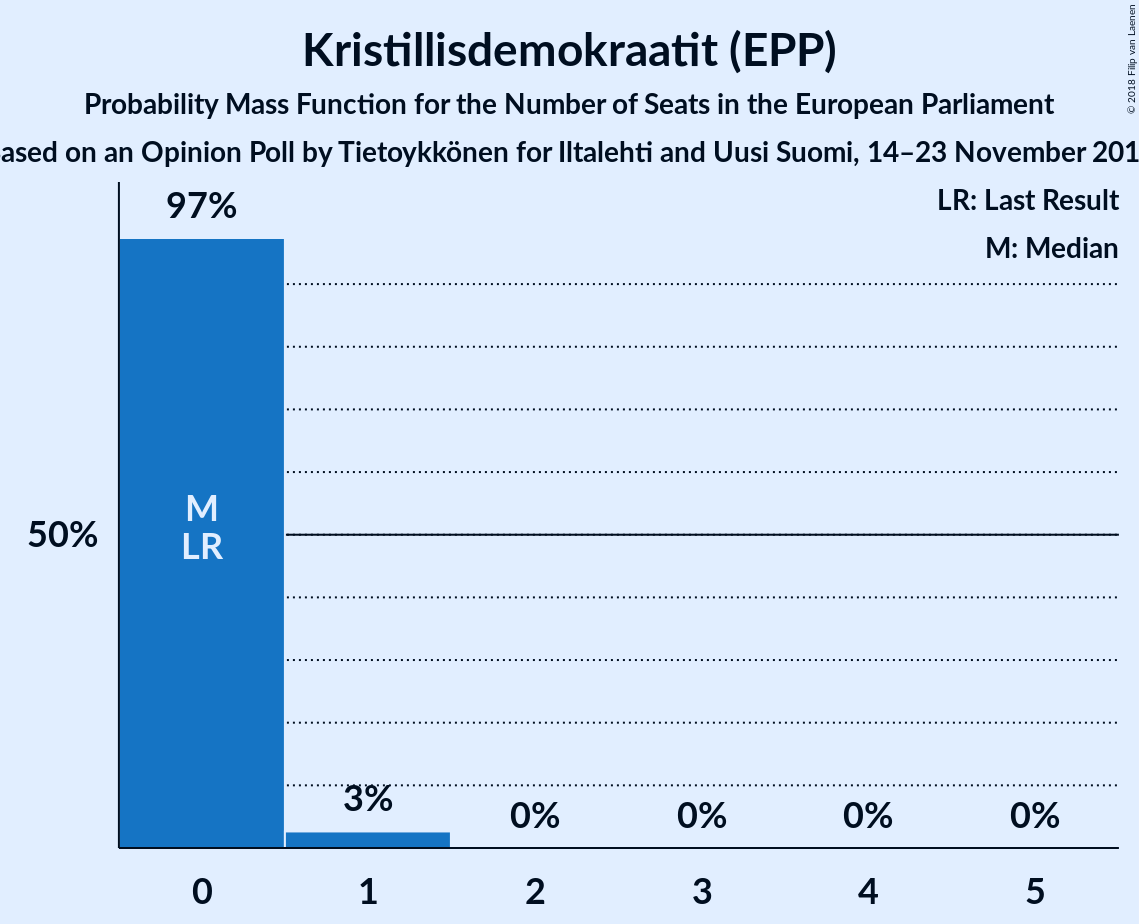 Kristillisdemokraatit (EPP)
Probability Mass Function for the Number of Seats in the European Parliament
on an Opinion Poll by Tietoykkönen for Iltalehti and Uusi Suomi, 14–23 November
© 2018 Filip van Laenen
LR: Last Result
M: Median
97%
M
LR
50%
3%
0%
0%
0%
0%
0
1
2
3
4
5